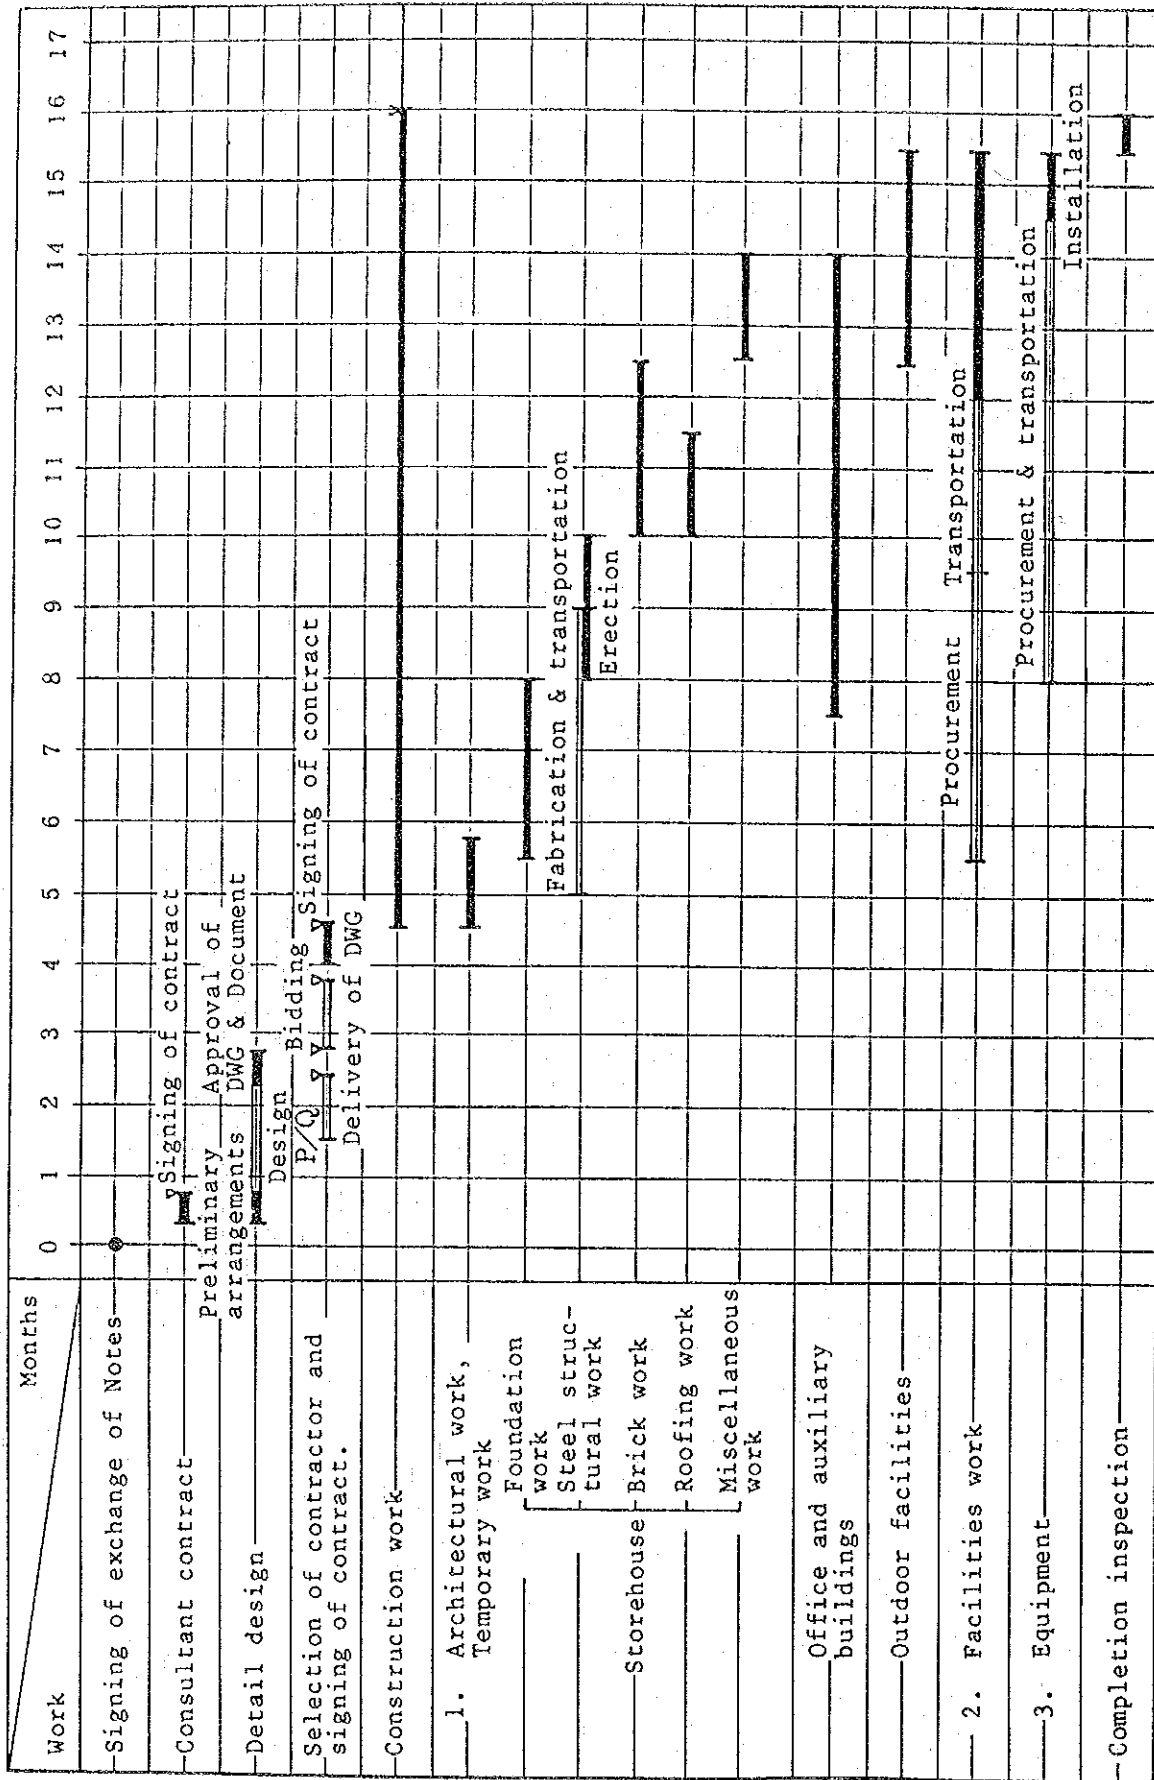 Months
Work
0 1 2 3 4 5 6 7 8 9 10 11 12 13 14 15 16 17
Signing of exchange of Notes
Consultant contract
Signing of contract
Detail design
Preliminary
arrangements
Approval of
DWG & Document
Design
Selection of contractor and
signing of contract.
P/Q
Bidding
Signing of contract
Delivery of DWG
Construction work
1. Architectural work,
Temporary work
Storehouse
Foundation
work
Steel struc-
tural work
Fabrication & transportation
Erection
Brick work
Roofing work
Miscellaneous
work
Office and auxiliary
buildings
Outdoor facilities
2. Facilities work
Procurement Transportation
3. Equipment
Procurement & transportation
Installation
Completion inspection